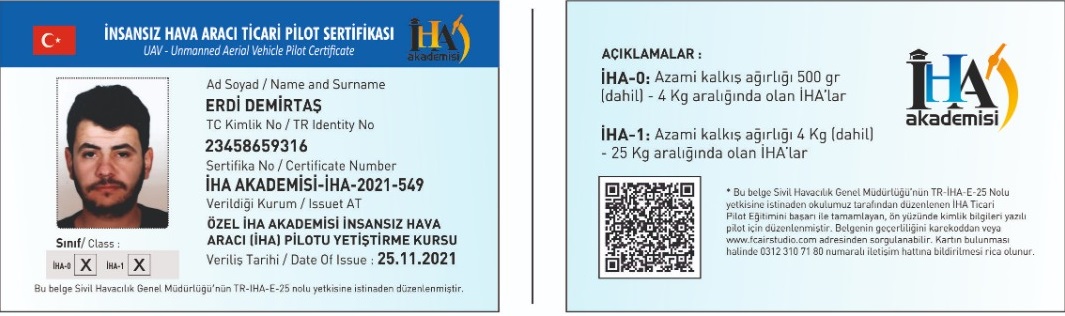 İNSANSIZ HAVA ARACI TİCARİ PİLOT SERTİFİKASI
UAV - Unmanned Aerial Vehicle Pilot Certificate
İHA
akademisi
Ad Soyad / Name and Surname
ERDİ DEMİRTAŞ
TC Kimlik No / TR Identity No
23458659316
Sertifika No / Certificate Number
İHA AKADEMİSİ-İHA-2021-549
Verildiği Kurum / Issuet AT
ÖZEL İHA AKADEMİSİ İNSANSIZ HAVA
ARACI (İHA) PİLOTU YETİŞTİRME KURSU
Veriliş Tarihi / Date Of Issue : 25.11.2021
Sınıf/ Class :
İHA-0 X İHA-1 X
Bu belge Sivil Havacılık Genel Müdürlüğü'nün TR-IHA-E-25 nolu yetkisine istinaden düzenlenmiştir.
AÇIKLAMALAR :
İHA-0: Azami kalkış ağırlığı 500 gr
(dahil) - 4 Kg aralığında olan İHA'lar
İHA-1: Azami kalkış ağırlığı 4 Kg (dahil)
- 25 Kg aralığında olan İHA'lar
İHA
akademisi
* Bu belge Sivil Havacılık Genel Müdürlüğü'nün TR-İHA-E-25 Nolu
yetkisine istinaden okulumuz tarafından düzenlenen İHA Ticari
Pilot Eğitimini başarı ile tamamlayan, ön yüzünde kimlik bilgileri yazılı
pilot için düzenlenmiştir. Belgenin geçerliliğini karekoddan veya
www.fcairstudio.com adresinden sorgulanabilir. Kartın bulunması
halinde 0312 310 71 80 numaralı iletişim hattına bildirilmesi rica olunur.